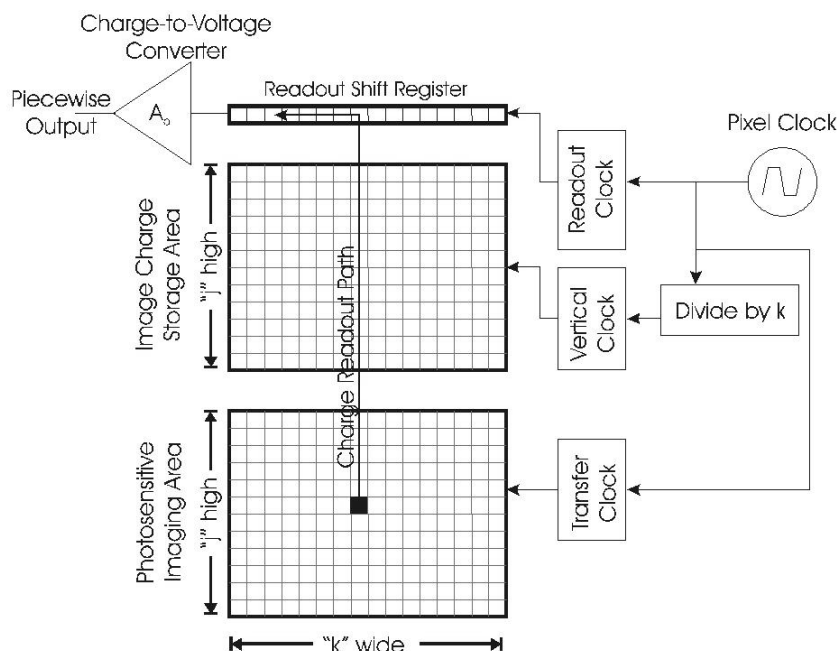 Charge-to-Voltage
Converter
Readout Shift Register
Piecewise
Output
A₀
Pixel Clock
Readout
Clock
Image Charge
Storage Area
"j" high
Charge Readout Path
Vertical
Clock
Divide by k
Photosensitive
Imaging Area
"j" high
Transfer
Clock
"k" wide